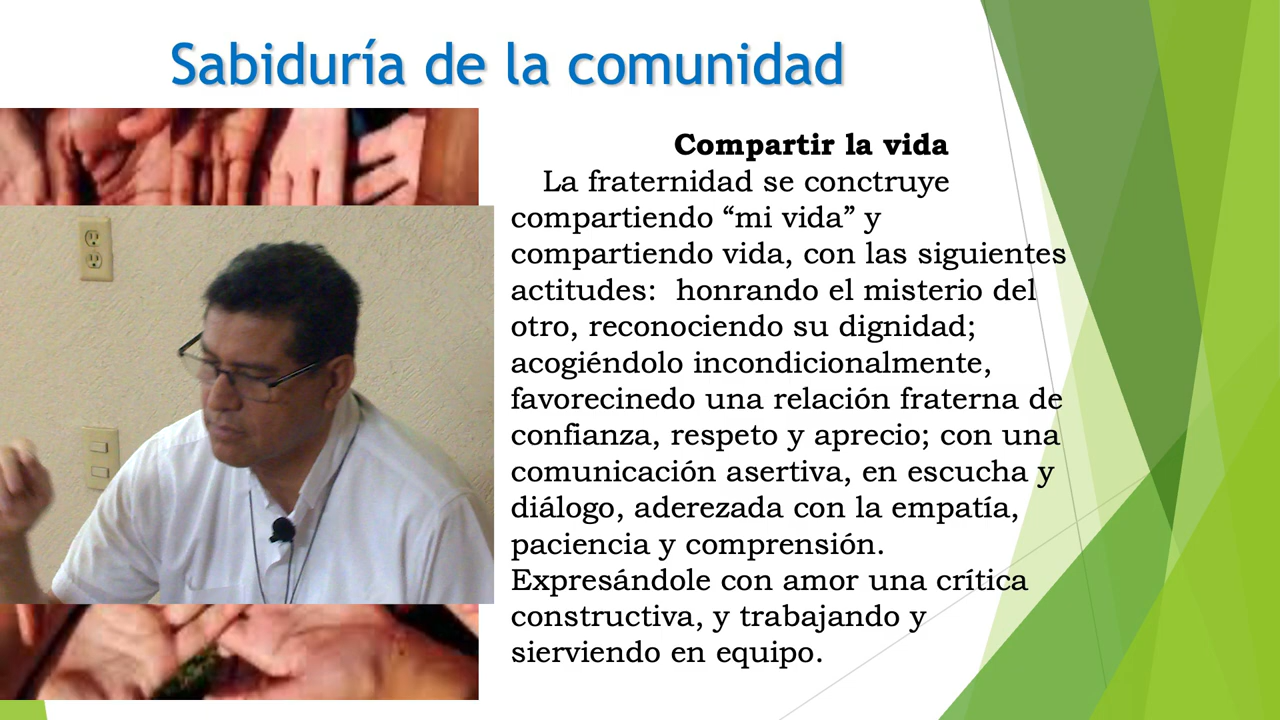 Sabiduría de la comunidad
Compartir la vida
La fraternidad se conctruye
compartiendo “mi vida” y
compartiendo vida, con las siguientes
actitudes:  honrando el misterio del
otro, reconociendo su dignidad;
acogiéndolo incondicionalmente,
favorecinedo una relación fraterna de
confianza, respeto y aprecio; con una
comunicación asertiva, en escucha y
diálogo, aderezada con la empatía,
paciencia y comprensión.
Expresándole con amor una crítica
constructiva, y trabajando y
sierviendo en equipo.